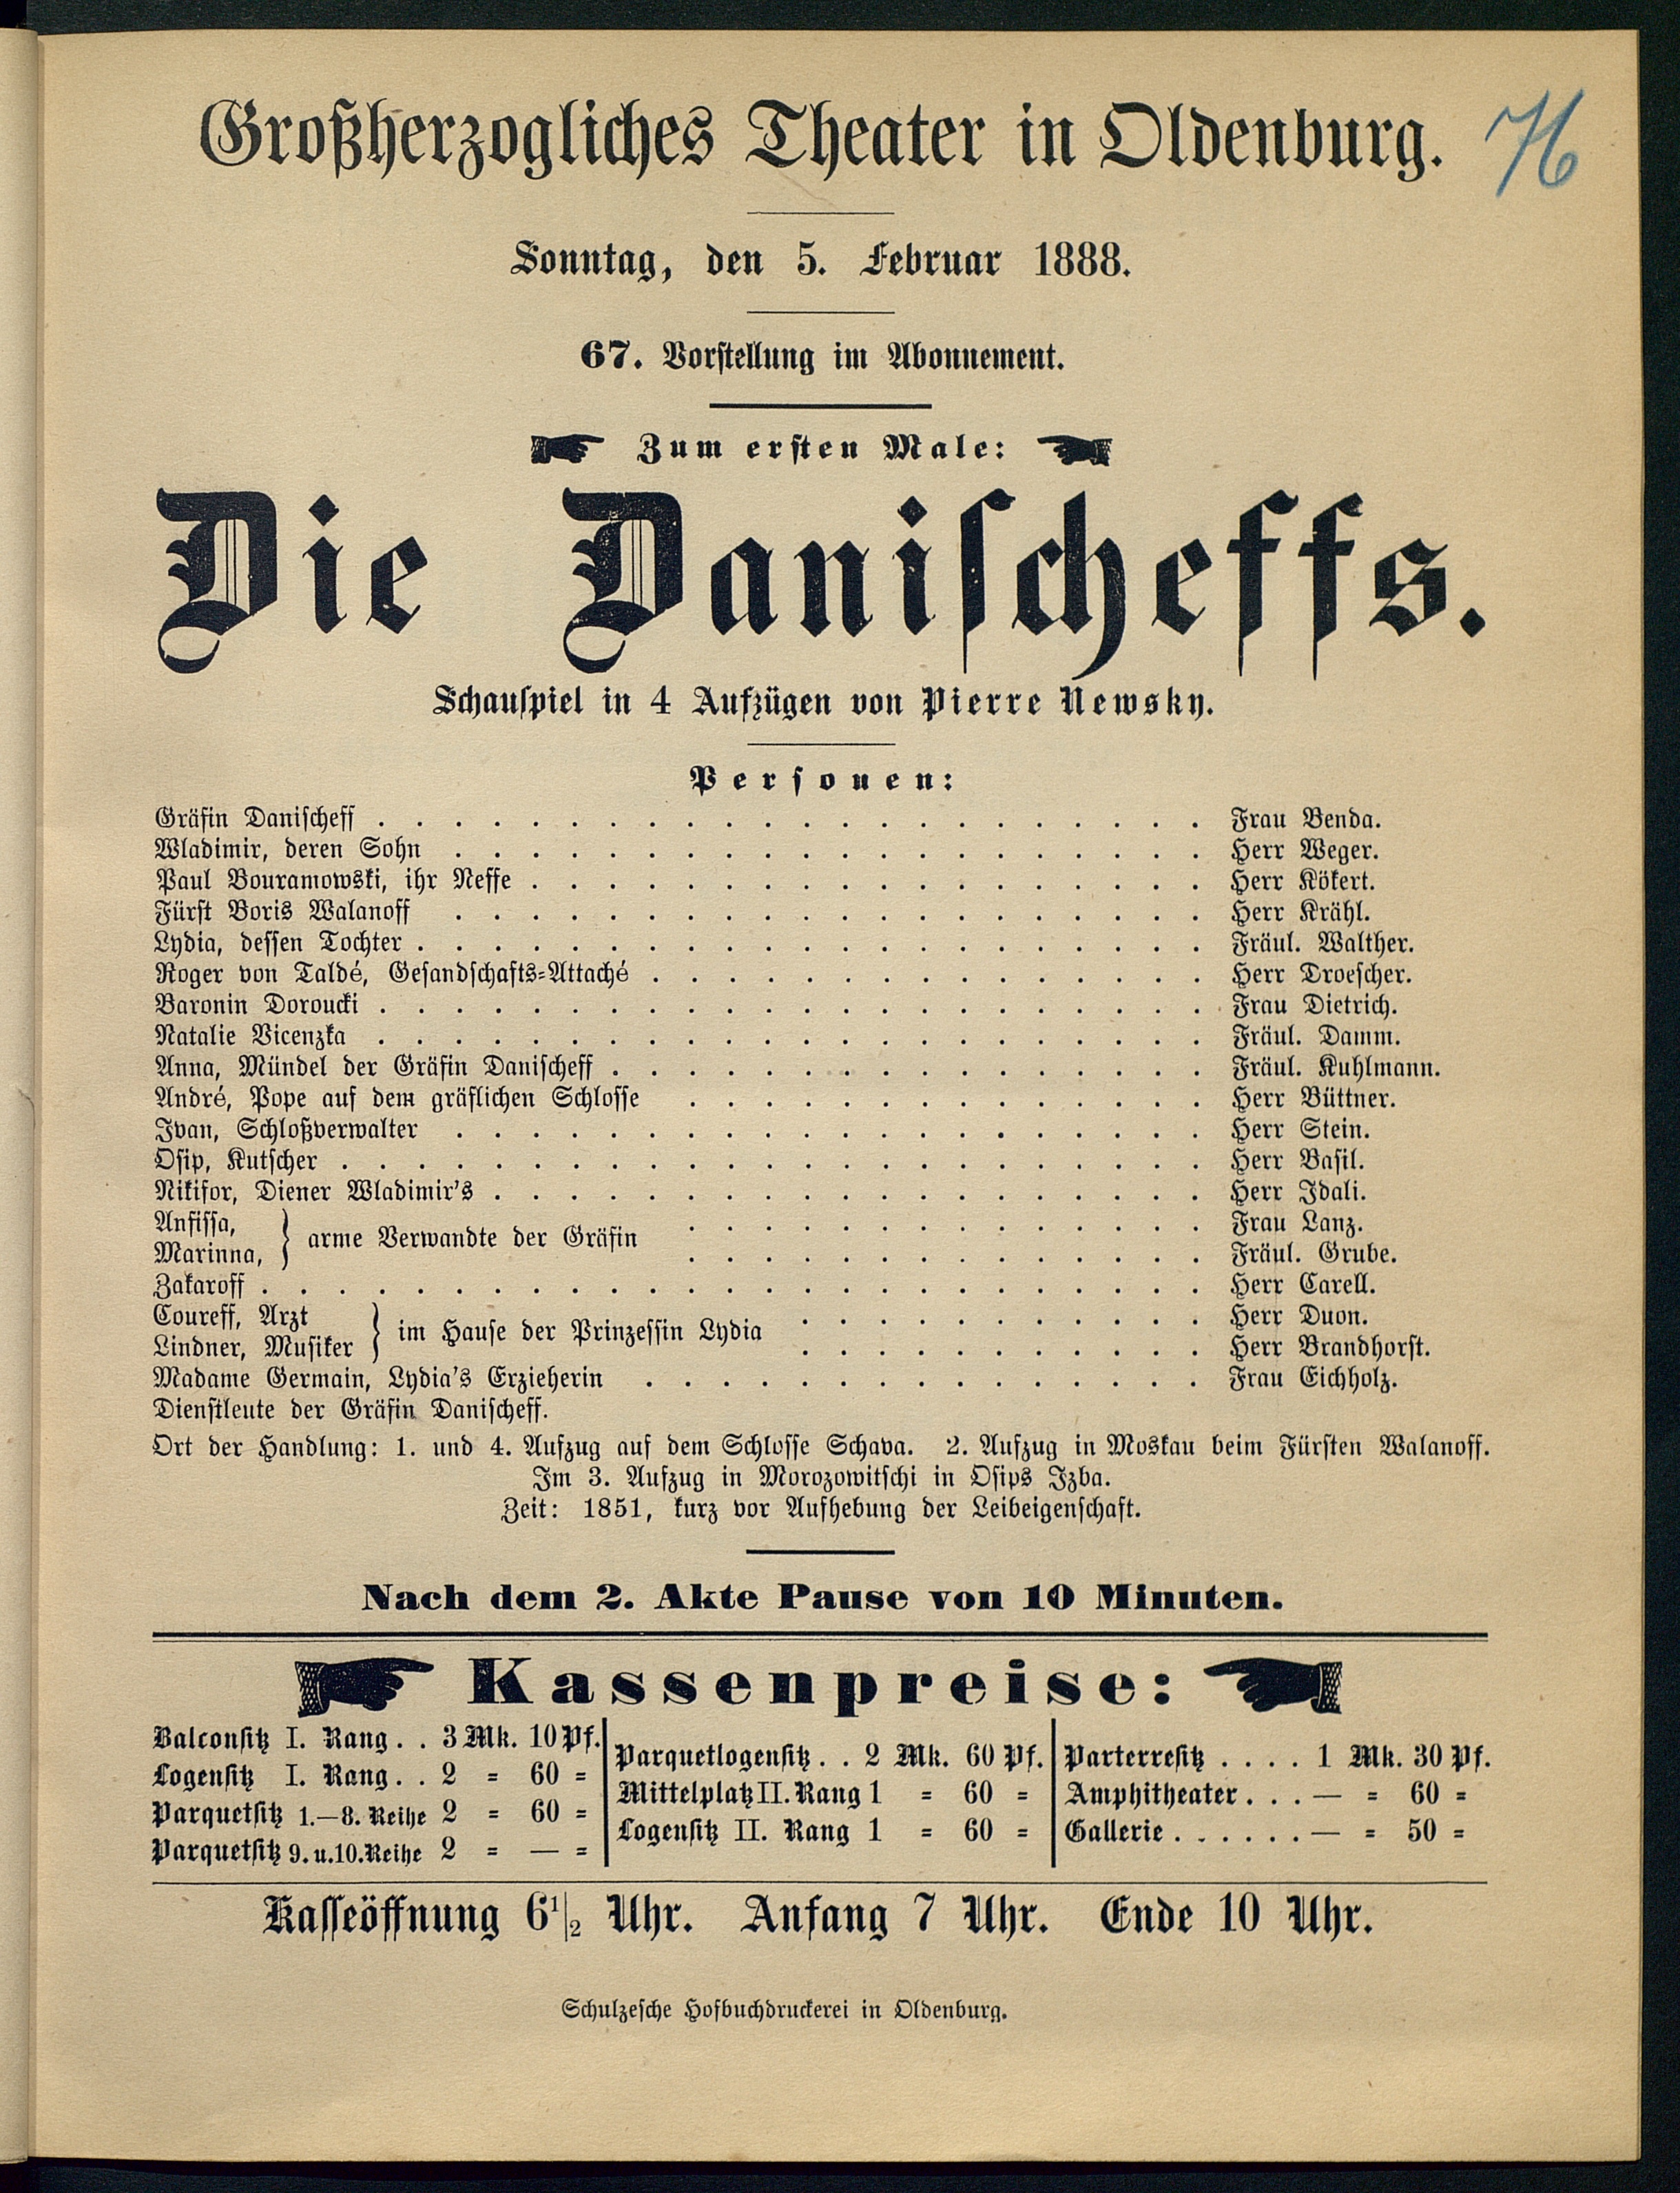 Großherzogliches Theater in Oldenburg. 76
Sonntag, den 5. Februar 1888.
67. Vorstellung im Abonnement.
Zum ersten Male:
Die Danischeffs.
Schauspiel in 4 Aufzügen von Pierre Newsky.
Personen:
Gräfin Danischeff . . . . . . . . . . Frau Benda.
Wladimir, deren Sohn . . . . . . . . . . Herr Weger.
Paul Bouramowski, ihr Neffe . . . . . . . . . . Herr Kökert.
Fürst Boris Walanoff . . . . . . . . . . Herr Krähl.
Lydia, dessen Tochter . . . . . . . . . . Fräul. Walther.
Roger von Taldé, Gesandschafts-Attaché . . . . . . . . . . Herr Droescher.
Baronin Doroucki . . . . . . . . . . Frau Dietrich.
Natalie Vicenzka . . . . . . . . . . Fräul. Damm.
Anna, Mündel der Gräfin Danischeff . . . . . . . . . . Fräul. Kuhlmann.
André, Pope auf dem gräflichen Schlosse . . . . . . . . . . Herr Büttner.
Ivan, Schloßverwalter . . . . . . . . . . Herr Stein.
Osip, Kutscher . . . . . . . . . . Herr Basil.
Nikifor, Diener Wladimir's . . . . . . . . . . Herr Idali.
Anfissa, } arme Verwandte der Gräfin . . . . . . . . . . Frau Lanz.
Marinna, . . . . . . . . . . Fräul. Grube.
Zakaroff . . . . . . . . . . Herr Carell.
Coureff, Arzt } im Hause der Prinzessin Lydia . . . . . . . . . . Herr Duon.
Lindner, Musiker . . . . . . . . . . Herr Brandhorst.
Madame Germain, Lydia's Erzieherin . . . . . . . . . . Frau Eichholz.
Dienstleute der Gräfin Danischeff.
Ort der Handlung: 1. und 4. Aufzug auf dem Schlosse Schava. 2. Aufzug in Moskau beim Fürsten Walanoff.
Im 3. Aufzug in Morozowitschi in Osips Izba.
Zeit: 1851, kurz vor Aufhebung der Leibeigenschaft.
Nach dem 2. Akte Pause von 10 Minuten.
Kassenpreise:
Balconsitz I. Rang . . 3 Mk. 10 Pf.
Logensitz I. Rang . . 2 = 60 =
Parquetsitz 1.—8. Reihe 2 = 60 =
Parquetsitz 9. u. 10. Reihe 2 = — =
Parquetlogensitz . . 2 Mk. 60 Pf.
Mittelplatz II. Rang 1 = 60 =
Logensitz II. Rang 1 = 60 =
Parterresitz . . . . 1 Mk. 30 Pf.
Amphitheater . . . — = 60 =
Gallerie . . . . . . — = 50 =
Kasseöffnung 6 1/2 Uhr. Anfang 7 Uhr. Ende 10 Uhr.
Schulzesche Hofbuchdruckerei in Oldenburg.